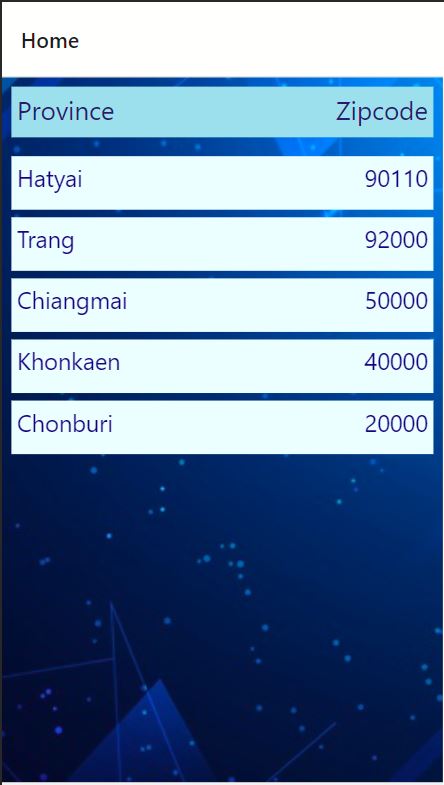 Home
Province Zipcode
Hatyai 90110
Trang 92000
Chiangmai 50000
Khonkaen 40000
Chonburi 20000